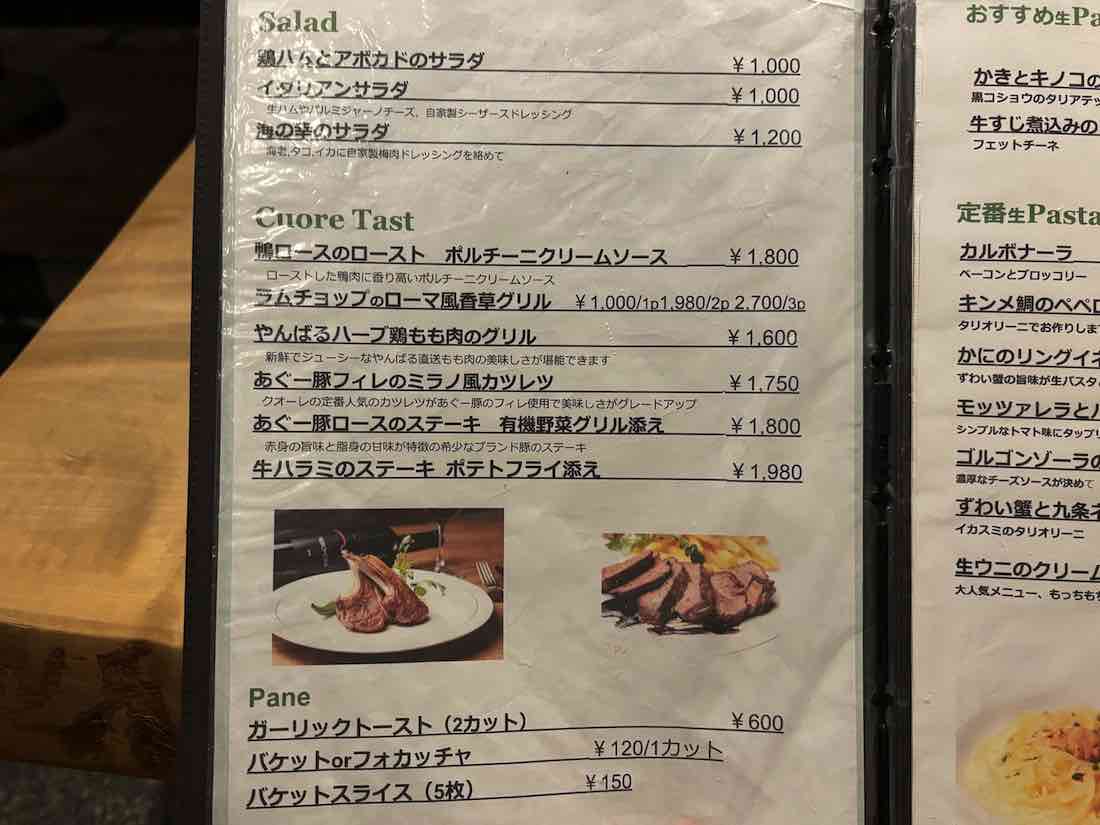 Salad
鶏ハムとアボカドのサラダ ¥1,000
イタリアンサラダ ¥1,000
生ハムやパルミジャーノチーズ、自家製シーザースドレッシング
海の幸のサラダ ¥1,200
海老,タコ,イカに自家製梅肉ドレッシングを絡めて
Cuore Tast
鴨ロースのロースト ポルチーニクリームソース ¥1,800
ローストした鴨肉に香り高いポルチーニクリームソース
ラムチョップのローマ風香草グリル ¥1,000/1p1,980/2p 2,700/3p
やんばるハーブ鶏もも肉のグリル ¥1,600
新鮮でジューシーなやんばる直送もも肉の美味しさが堪能できます
あぐー豚フィレのミラノ風カツレツ ¥1,750
クオーレの定番人気のカツレツがあぐー豚のフィレ使用で美味しさがグレードアップ
あぐー豚ロースのステーキ 有機野菜グリル添え ¥1,800
赤身の旨味と脂身の甘味が特徴の希少なブランド豚のステーキ
牛ハラミのステーキ ポテトフライ添え ¥1,980
Pane
ガーリックトースト（2カット） ¥600
バケットorフォカッチャ ¥120/1カット
バケットスライス（5枚） ¥150
おすすめ生Pa
かきとキノコの
黒コショウのタリアテッ
牛すじ煮込みの
フェットチーネ
定番生Pasta
カルボナーラ
ベーコンとブロッコリー
キンメ鯛のペペロ
タリオリーニでお作りしま
かにのリングイネ
ずわい蟹の旨味が生パスタ
モッツァレラと
シンプルなトマト味にタップリ
ゴルゴンゾーラの
濃厚なチーズソースが決めて
ずわい蟹と九条ネ
イカスミのタリオリーニ
生ウニのクリーム
大人気メニュー、もっちもち